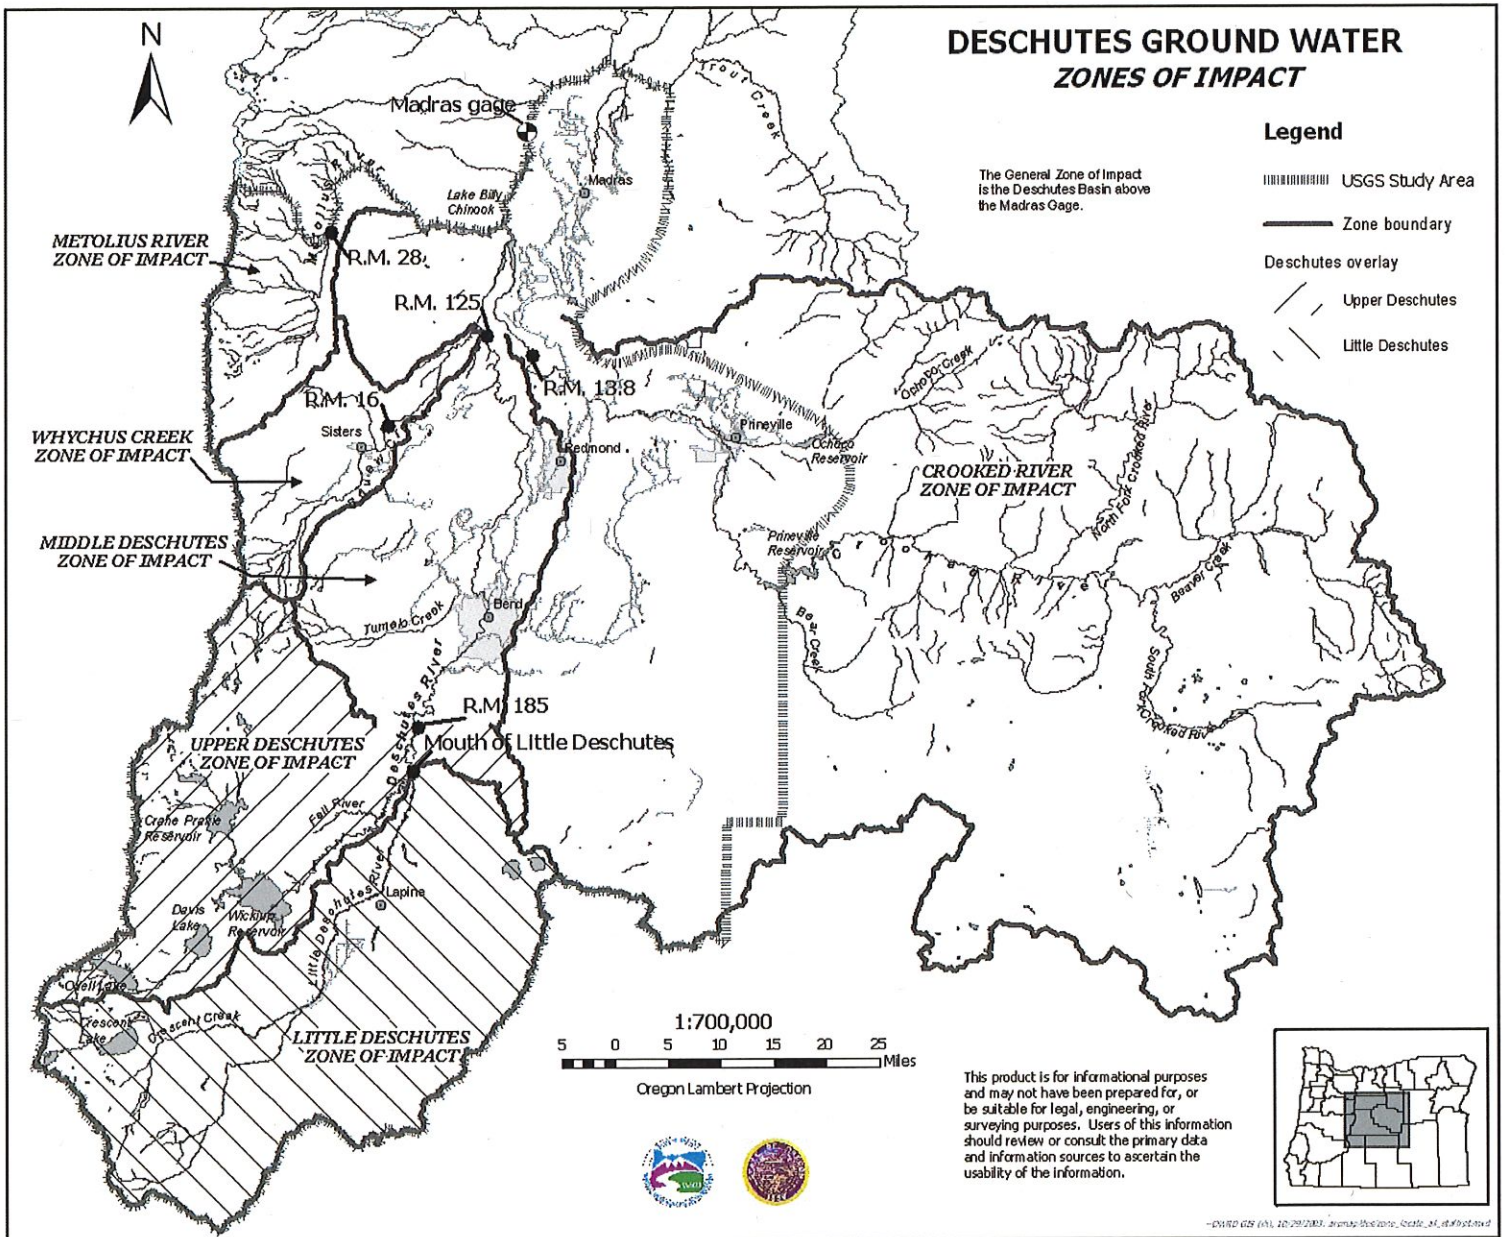 DESCHUTES GROUND WATER
ZONES OF IMPACT
N
Legend
USGS Study Area
Zone boundary
Deschutes overlay
Upper Deschutes
Little Deschutes
The General Zone of Impact
is the Deschutes Basin above
the Madras Gage.
Trout Creek
Madras gage
Madras
Metolius River
Lake Billy
Chinook
METOLIUS RIVER
ZONE OF IMPACT
R.M. 28
R.M. 125
R.M. 13.8
R.M. 16
Sisters
Redmond
Prineville
Ochoco
Reservoir
Ochoco Creek
WHYCHUS CREEK
ZONE OF IMPACT
CROOKED RIVER
ZONE OF IMPACT
North Fork Crooked River
MIDDLE DESCHUTES
ZONE OF IMPACT
Prineville
Reservoir
Crooked River
Beaver Creek
Bend
Tumalo Creek
Bear Creek
South Fork Crooked River
Deschutes River
R.M. 185
Mouth of Little Deschutes
UPPER DESCHUTES
ZONE OF IMPACT
Fall River
Crane Prairie
Reservoir
Lapine
Little Deschutes River
Davis
Lake
Wickiup
Reservoir
Odell Lake
Crescent
Lake
Crescent Creek
LITTLE DESCHUTES
ZONE OF IMPACT
1:700,000
5 0 5 10 15 20 25
Miles
Oregon Lambert Projection
This product is for informational purposes
and may not have been prepared for, or
be suitable for legal, engineering, or
surveying purposes. Users of this information
should review or consult the primary data
and information sources to ascertain the
usability of the information.